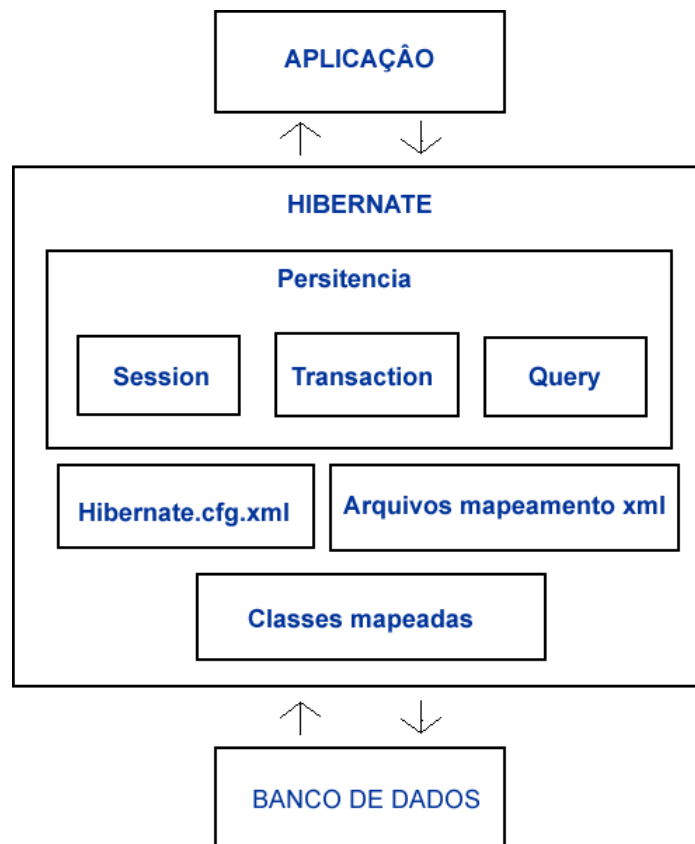 APLICAÇÂO
HIBERNATE
Persitencia
Session
Transaction
Query
Hibernate.cfg.xml
Arquivos mapeamento xml
Classes mapeadas
BANCO DE DADOS